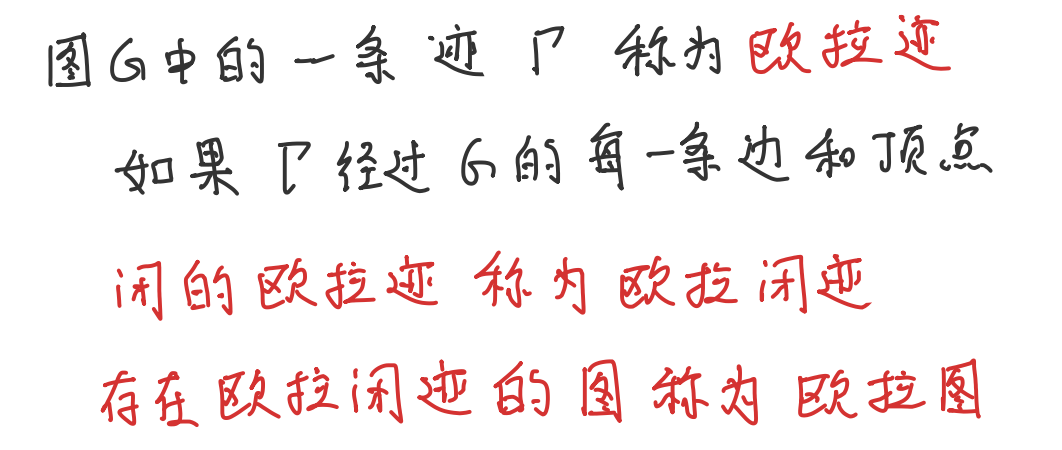 图G中的一条迹 Γ 称为欧拉迹
如果 Γ 经过G的每一条边和顶点
闭的欧拉迹 称为欧拉闭迹
存在欧拉闭迹的图称为欧拉图